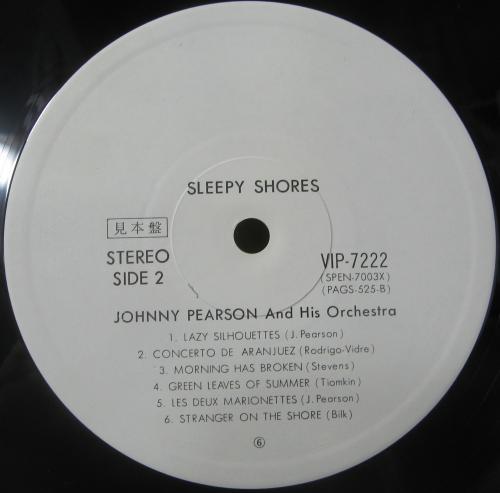 SLEEPY SHORES
見本盤
STEREO
SIDE 2
VIP-7222
(SPEN-7003X)
(PAGS-525-B)
JOHNNY PEARSON And His Orchestra
1. LAZY SILHOUETTES (J. Pearson)
2. CONCERTO DE ARANJUEZ (Rodrigo-Vidre)
3. MORNING HAS BROKEN (Stevens)
4. GREEN LEAVES OF SUMMER (Tiomkin)
5. LES DEUX MARIONETTES (J. Pearson)
6. STRANGER ON THE SHORE (Bilk)
⑥